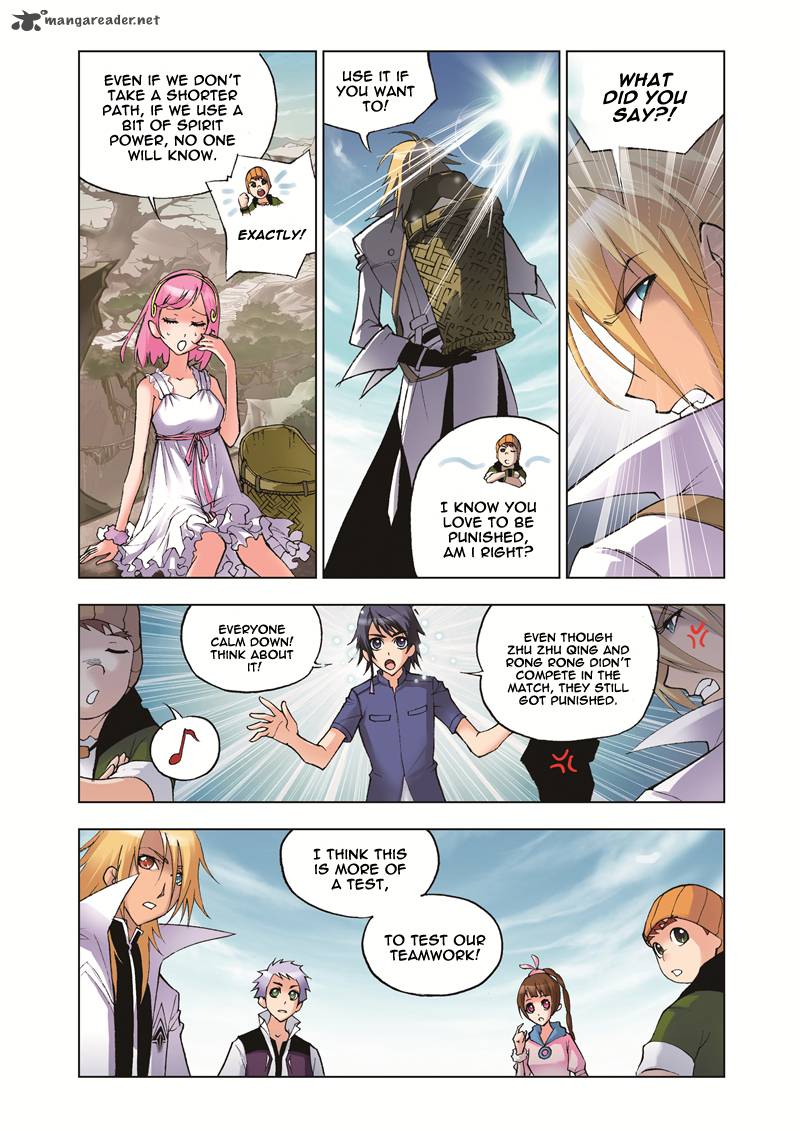 mangareader.net
EVEN IF WE DON'T
TAKE A SHORTER
PATH, IF WE USE A
BIT OF SPIRIT
POWER, NO ONE
WILL KNOW.
EXACTLY!
USE IT IF
YOU WANT
TO!
I KNOW YOU
LOVE TO BE
PUNISHED,
AM I RIGHT?
WHAT
DID YOU
SAY?!
EVERYONE
CALM DOWN!
THINK ABOUT
IT!
EVEN THOUGH
ZHU ZHU QING AND
RONG RONG DIDN'T
COMPETE IN THE
MATCH, THEY STILL
GOT PUNISHED.
I THINK THIS
IS MORE OF
A TEST,
TO TEST OUR
TEAMWORK!